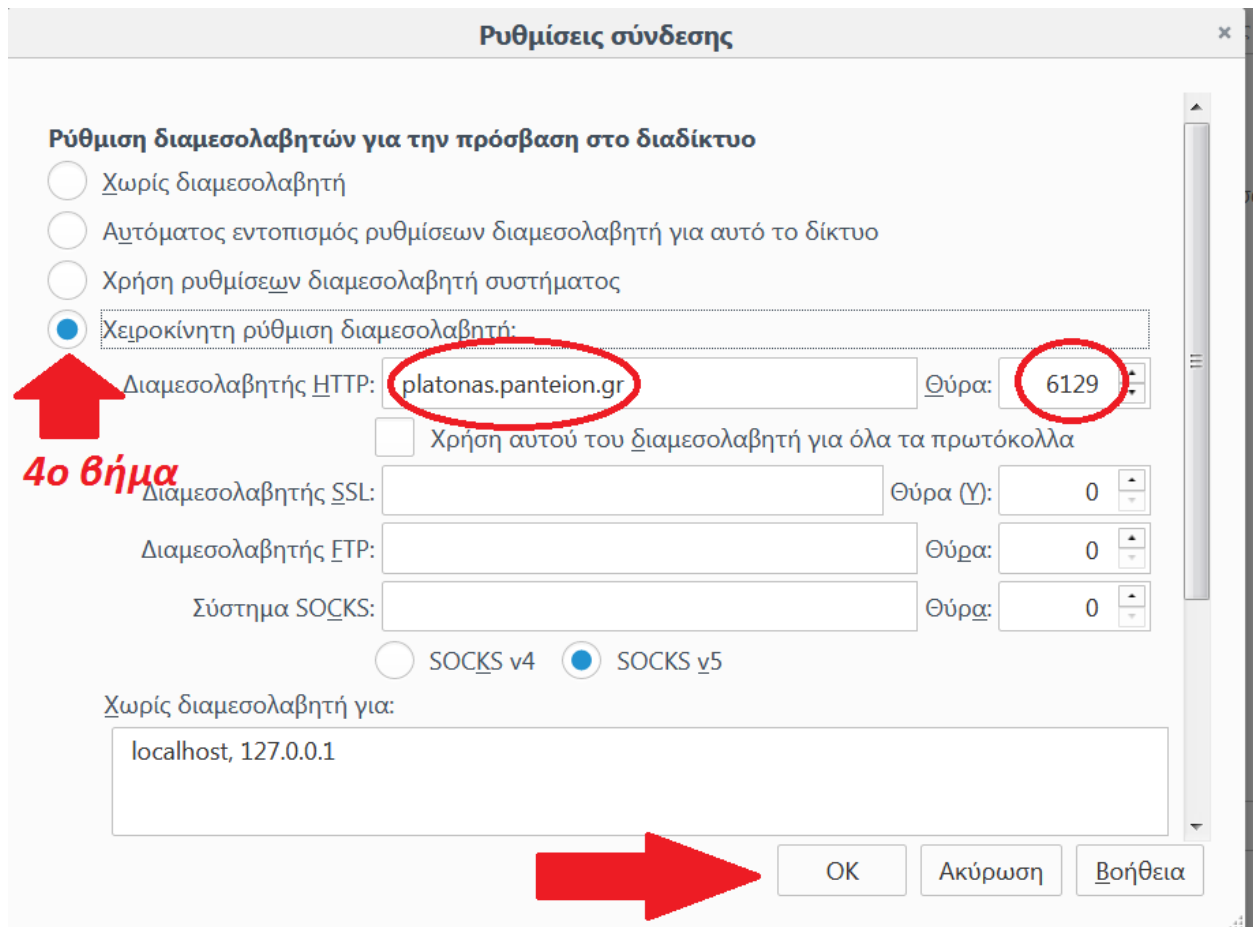 Ρυθμίσεις σύνδεσης
Ρύθμιση διαμεσολαβητών για την πρόσβαση στο διαδίκτυο
Χωρίς διαμεσολαβητή
Αυτόματος εντοπισμός ρυθμίσεων διαμεσολαβητή για αυτό το δίκτυο
Χρήση ρυθμίσεων διαμεσολαβητή συστήματος
Χειροκίνητη ρύθμιση διαμεσολαβητή:
Διαμεσολαβητής HTTP: platonas.panteion.gr Θύρα: 6129
Χρήση αυτού του διαμεσολαβητή για όλα τα πρωτόκολλα
4ο βήμα
Διαμεσολαβητής SSL: Θύρα (Y): 0
Διαμεσολαβητής FTP: Θύρα: 0
Σύστημα SOCKS: Θύρα: 0
SOCKS v4 SOCKS v5
Χωρίς διαμεσολαβητή για:
localhost, 127.0.0.1
OK Ακύρωση Βοήθεια